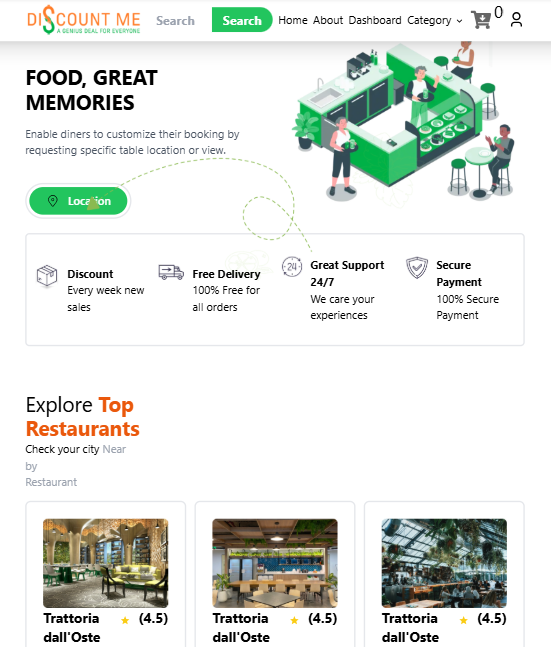 DISCOUNT ME
A GENIUS DEAL FOR EVERYONE
Search
Search
Home About Dashboard Category
0
FOOD, GREAT
MEMORIES
Enable diners to customize their booking by
requesting specific table location or view.
Location
Discount
Every week new
sales
Free Delivery
100% Free for
all orders
24/7
Great Support
24/7
We care your
experiences
Secure
Payment
100% Secure
Payment
Explore Top
Restaurants
Check your city Near
by
Restaurant
Trattoria
dall'Oste
(4.5)
Trattoria
dall'Oste
(4.5)
Trattoria
dall'Oste
(4.5)